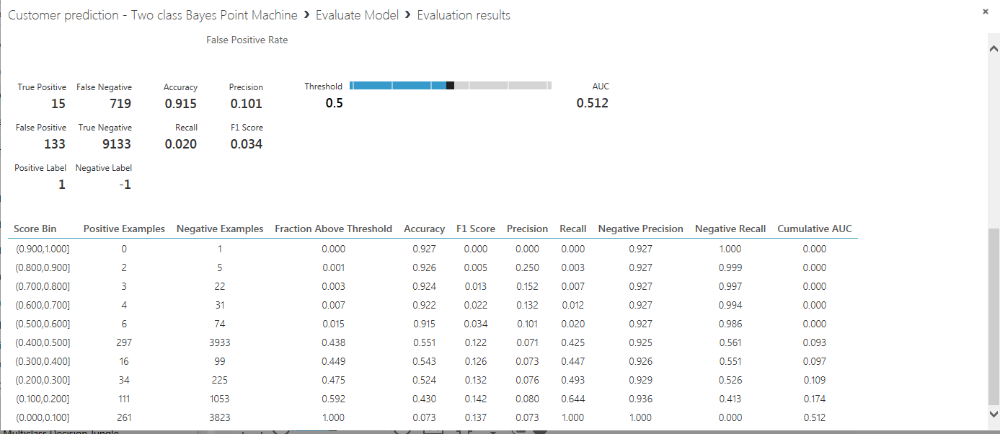 Customer prediction - Two class Bayes Point Machine › Evaluate Model › Evaluation results ×
False Positive Rate
True Positive False Negative Accuracy Precision Threshold AUC
15 719 0.915 0.101 0.5 0.512
False Positive True Negative Recall F1 Score
133 9133 0.020 0.034
Positive Label Negative Label
1 -1
Score Bin Positive Examples Negative Examples Fraction Above Threshold Accuracy F1 Score Precision Recall Negative Precision Negative Recall Cumulative AUC
(0.900,1.000] 0 1 0.000 0.927 0.000 0.000 0.000 0.927 1.000 0.000
(0.800,0.900] 2 5 0.001 0.926 0.005 0.250 0.003 0.927 0.999 0.000
(0.700,0.800] 3 22 0.003 0.924 0.013 0.152 0.007 0.927 0.997 0.000
(0.600,0.700] 4 31 0.007 0.922 0.022 0.132 0.012 0.927 0.994 0.000
(0.500,0.600] 6 74 0.015 0.915 0.034 0.101 0.020 0.927 0.986 0.000
(0.400,0.500] 297 3933 0.438 0.551 0.122 0.071 0.425 0.925 0.561 0.093
(0.300,0.400] 16 99 0.449 0.543 0.126 0.073 0.447 0.926 0.551 0.097
(0.200,0.300] 34 225 0.475 0.524 0.132 0.076 0.493 0.929 0.526 0.109
(0.100,0.200] 111 1053 0.592 0.430 0.142 0.080 0.644 0.936 0.413 0.174
(0.000,0.100] 261 3823 1.000 0.073 0.137 0.073 1.000 1.000 0.000 0.512
Multiclass Decision Jungle